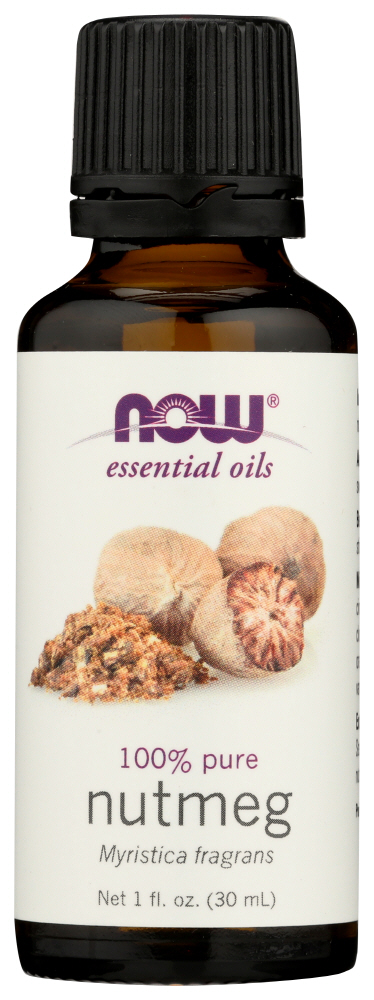 NOW®
essential oils
100% pure
nutmeg
Myristica fragrans
Net 1 fl. oz. (30 mL)